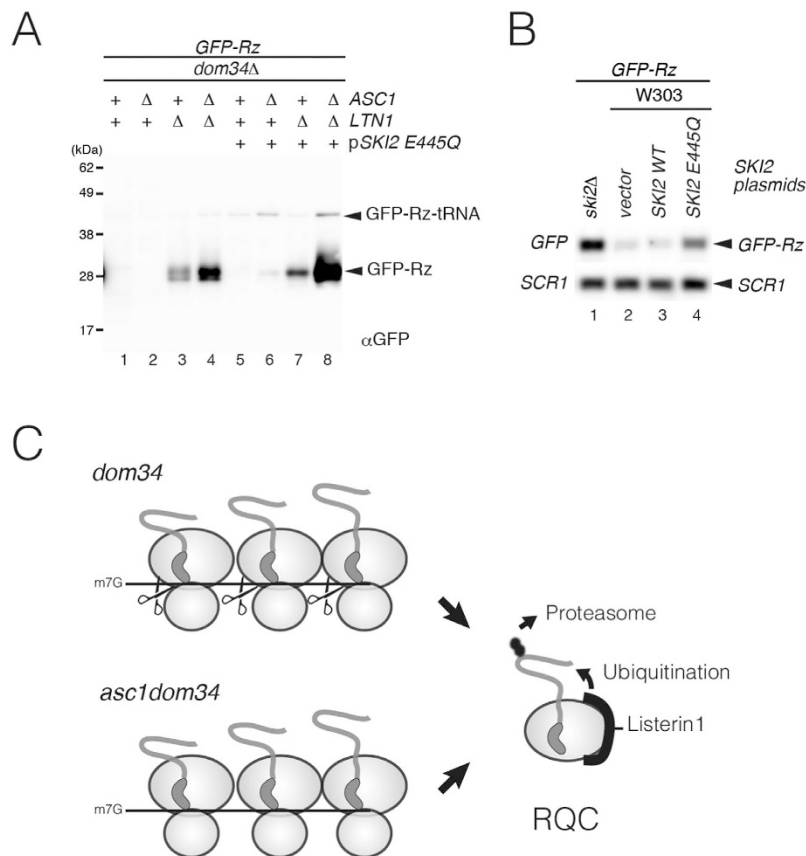 A
GFP-Rz
dom34Δ
+ Δ + Δ + Δ + Δ ASC1
+ + Δ Δ + + Δ Δ LTN1
+ + + + pSKI2 E445Q
(kDa)
62
49
38
28
17
GFP-Rz-tRNA
GFP-Rz
αGFP
1 2 3 4 5 6 7 8
B
GFP-Rz
W303
ski2Δ
vector
SKI2 WT
SKI2 E445Q
SKI2
plasmids
GFP
GFP-Rz
SCR1
SCR1
1 2 3 4
C
dom34
m7G
asc1dom34
m7G
Proteasome
Ubiquitination
Listerin1
RQC